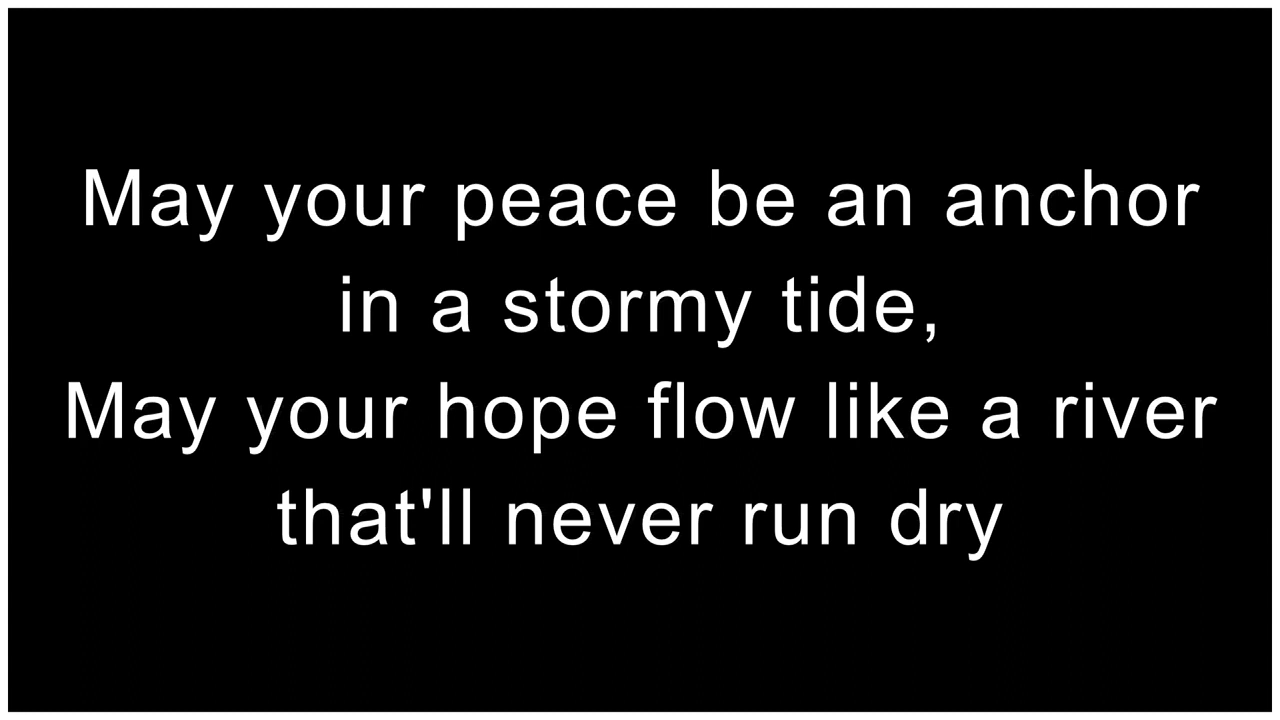 May your peace be an anchor
in a stormy tide,
May your hope flow like a river
that'll never run dry